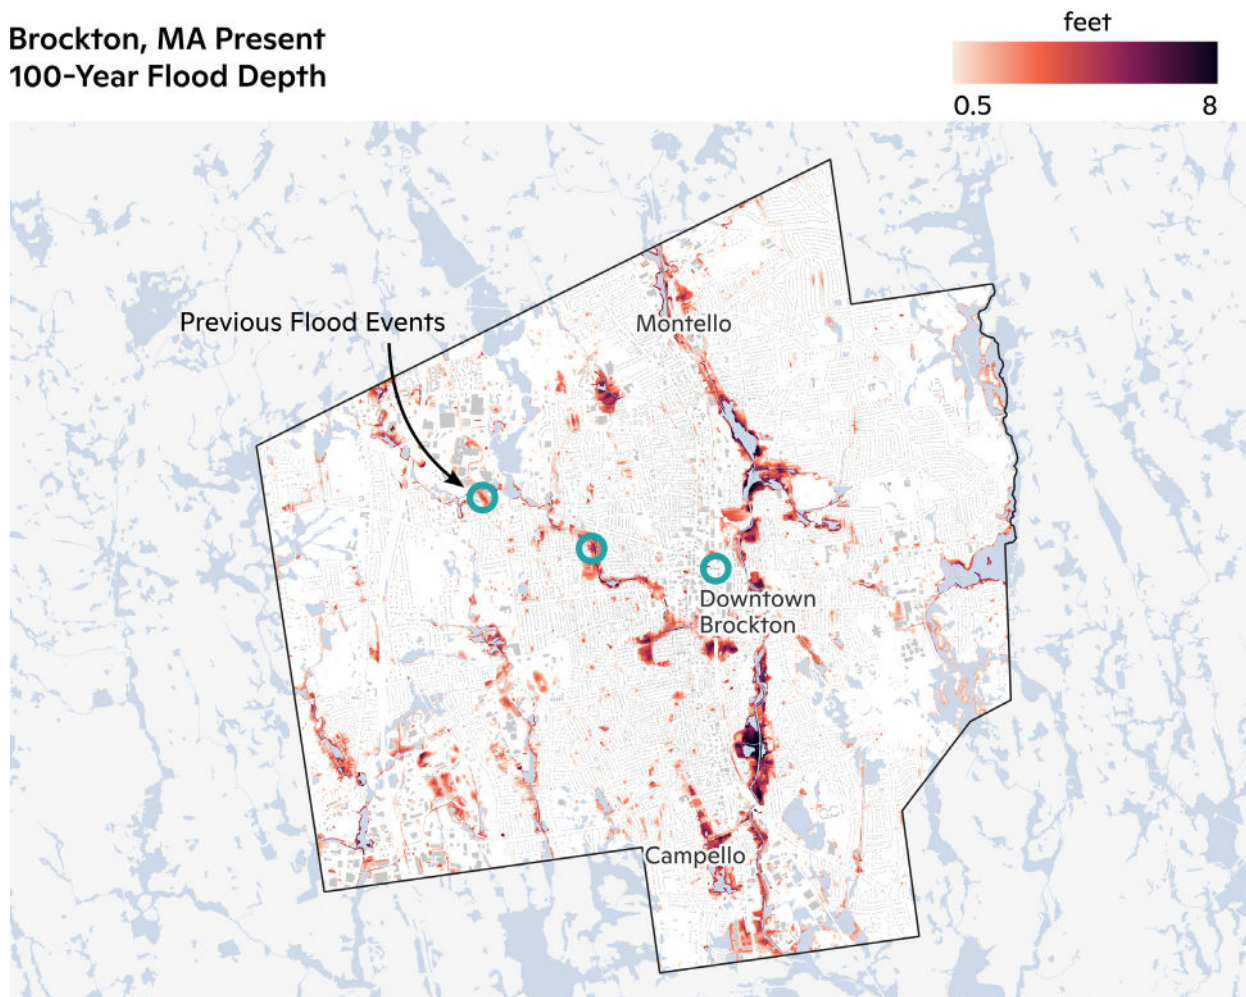 Brockton, MA Present
100-Year Flood Depth
feet
0.5
8
Previous Flood Events
Montello
Downtown
Brockton
Campello